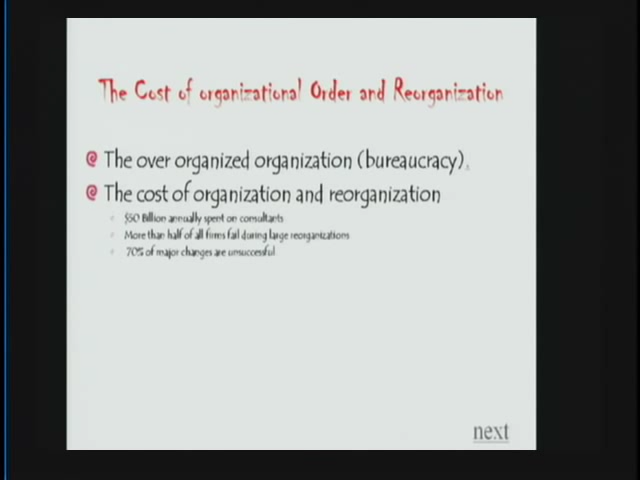 The Cost of organizational Order and Reorganization
The over organized organization (bureaucracy).
The cost of organization and reorganization
$50 Billion annually spent on consultants
More than half of all firms fail during large reorganizations
70% of major changes are unsuccessful
next